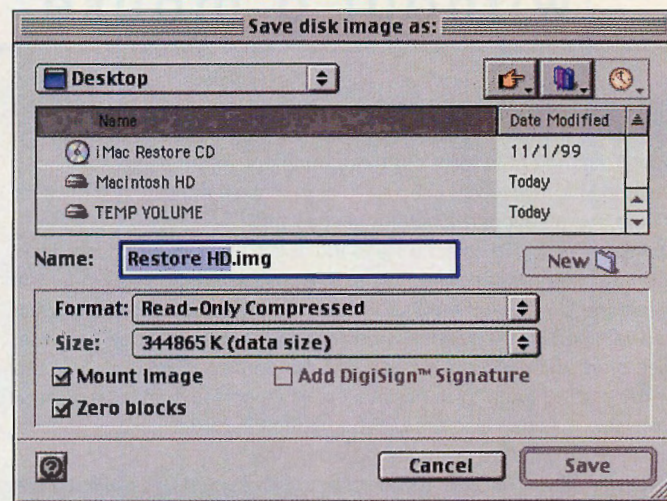 Save disk image as:
Desktop
Name Date Modified
iMac Restore CD 11/1/99
Macintosh HD Today
TEMP VOLUME Today
Name: Restore HD.img New
Format: Read-Only Compressed
Size: 344865 K (data size)
Mount Image Add DigiSign™ Signature
Zero blocks
? Cancel Save